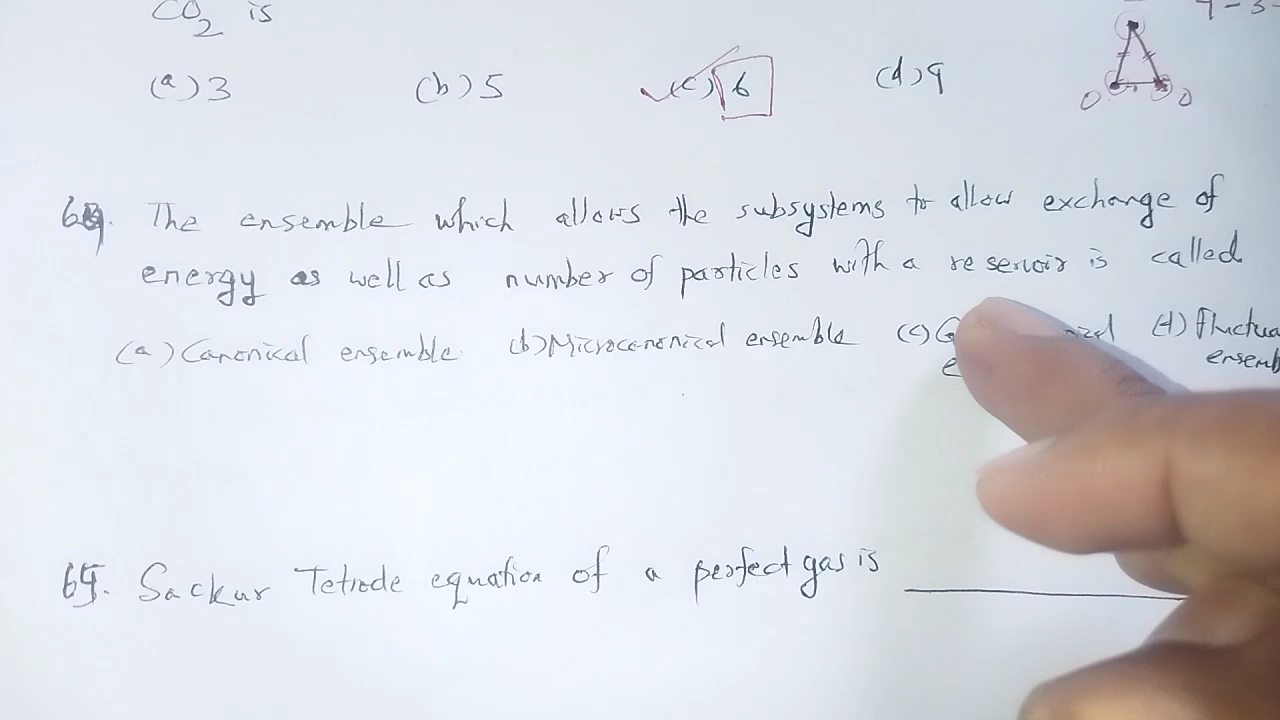 CO2 is
(a) 3 (b) 5 (c) 6 (d) 9
O O
64. The ensemble which allows the subsystems to allow exchange of
energy as well as number of particles with a reservoir is called
(a) Canonical ensemble (b) Microcanonical ensemble (c) (d)
65. Sackur Tetrode equation of a perfect gas is